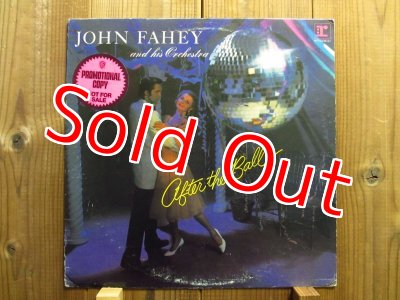 JOHN FAHEY
and his Orchestra
PROMOTIONAL
COPY
NOT FOR
SALE
Sold Out
After the Ball